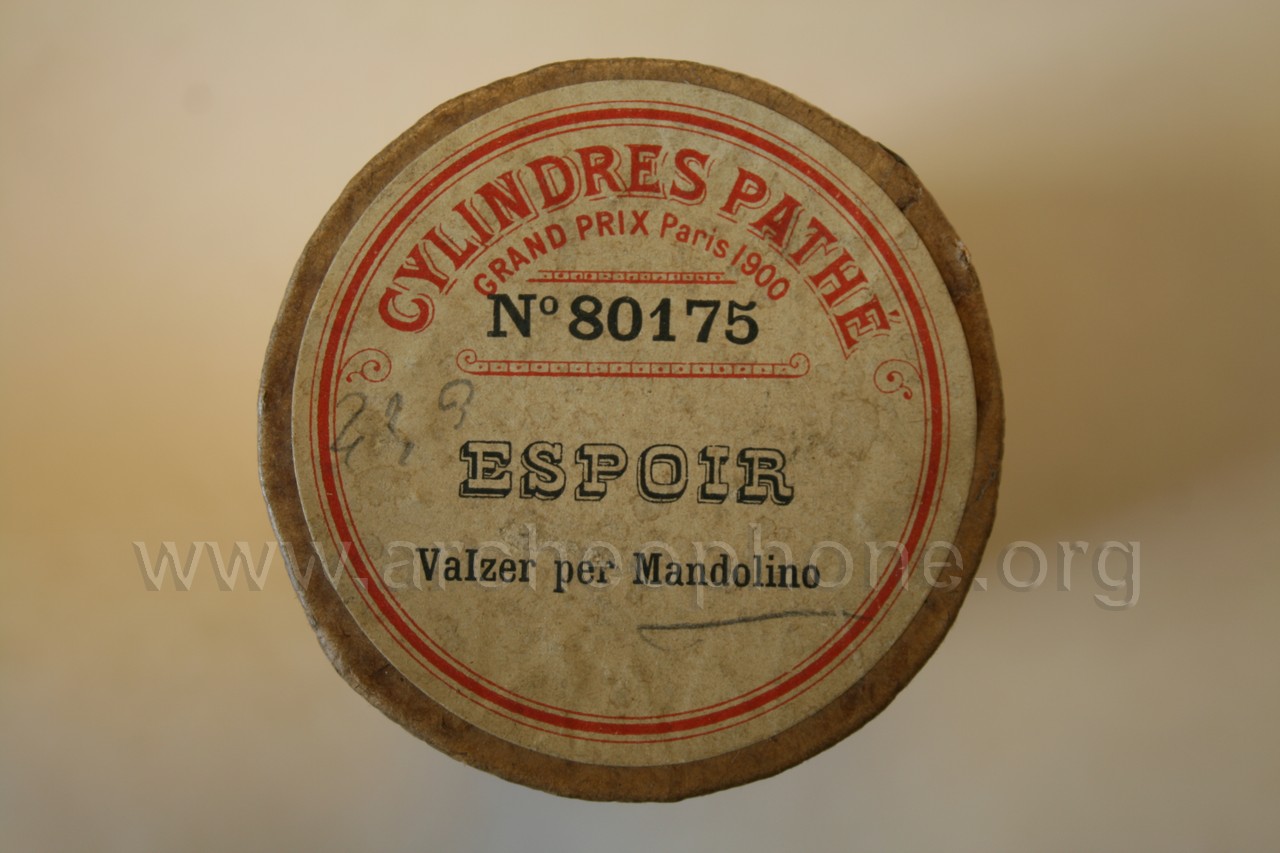 CYLINDRES PATHÉ
GRAND PRIX Paris 1900
Nº 80175
ESPOIR
Valzer per Mandolino
www.archeophone.org